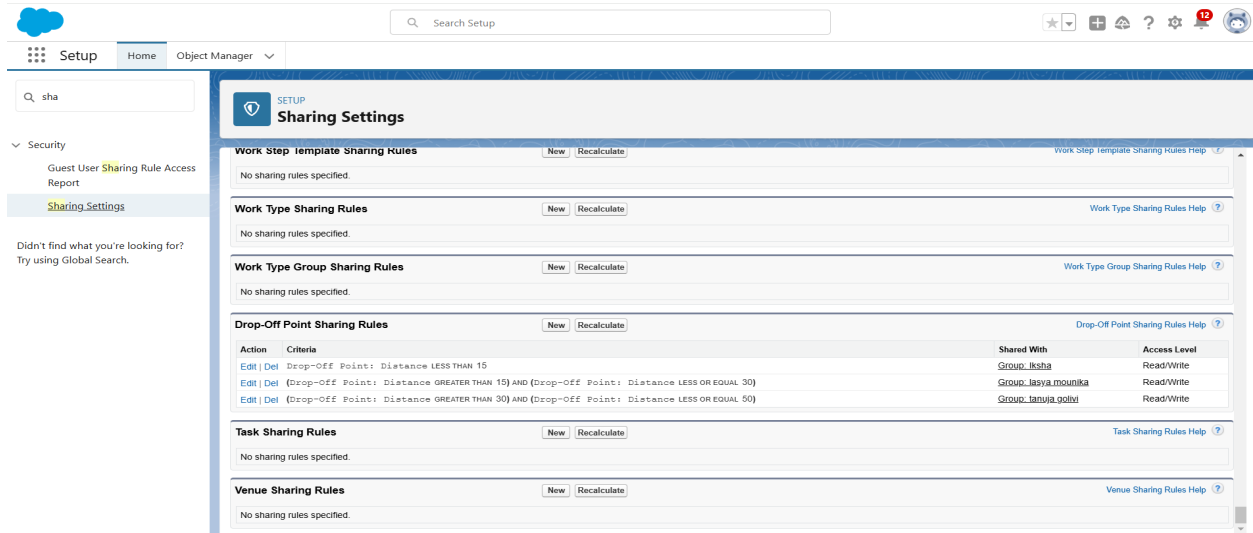 Search Setup
12
Setup Home Object Manager
sha
SETUP
Sharing Settings
Security
Guest User Sharing Rule Access
Report
Sharing Settings
Didn't find what you're looking for?
Try using Global Search.
Work Step Template Sharing Rules New Recalculate Work Step Template Sharing Rules Help ?
No sharing rules specified.
Work Type Sharing Rules New Recalculate Work Type Sharing Rules Help ?
No sharing rules specified.
Work Type Group Sharing Rules New Recalculate Work Type Group Sharing Rules Help ?
No sharing rules specified.
Drop-Off Point Sharing Rules New Recalculate Drop-Off Point Sharing Rules Help ?
Action Criteria Shared With Access Level
Edit | Del Drop-Off Point: Distance LESS THAN 15 Group: Iksha Read/Write
Edit | Del (Drop-Off Point: Distance GREATER THAN 15) AND (Drop-Off Point: Distance LESS OR EQUAL 30) Group: lasya mounika Read/Write
Edit | Del (Drop-Off Point: Distance GREATER THAN 30) AND (Drop-Off Point: Distance LESS OR EQUAL 50) Group: tanuja golivi Read/Write
Task Sharing Rules New Recalculate Task Sharing Rules Help ?
No sharing rules specified.
Venue Sharing Rules New Recalculate Venue Sharing Rules Help ?
No sharing rules specified.